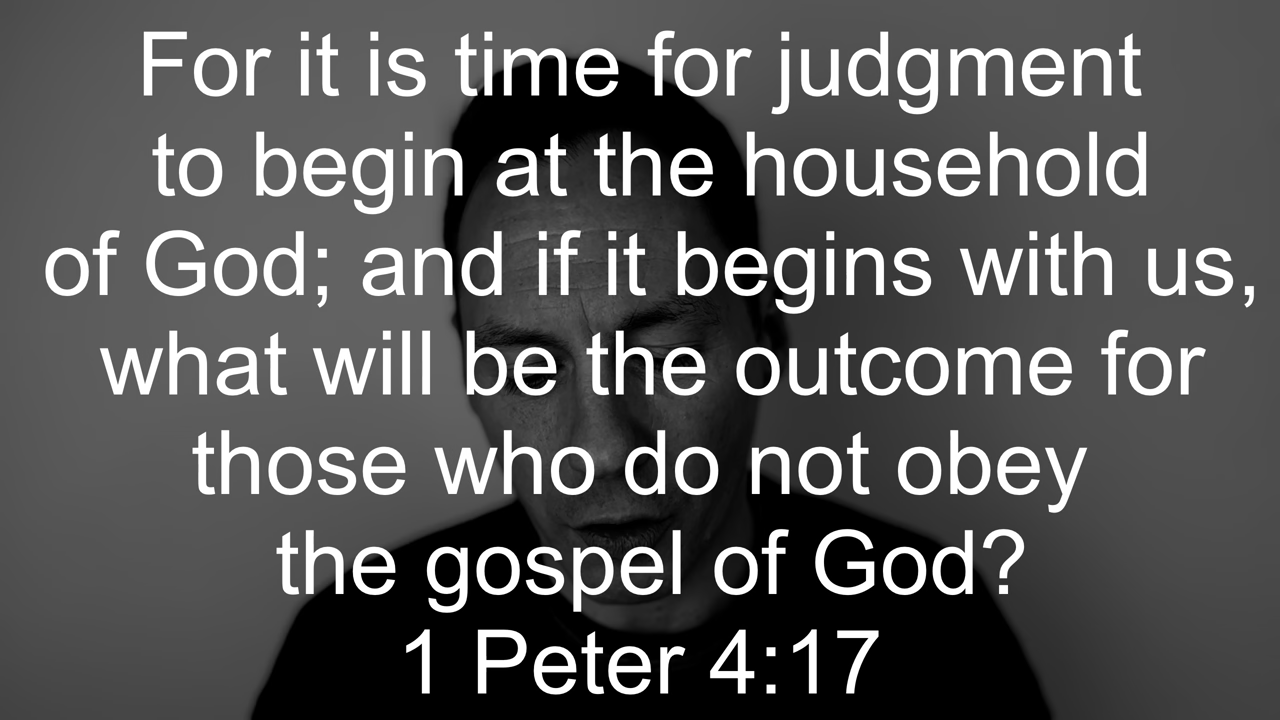 For it is time for judgment
to begin at the household
of God; and if it begins with us,
what will be the outcome for
those who do not obey
the gospel of God?
1 Peter 4:17